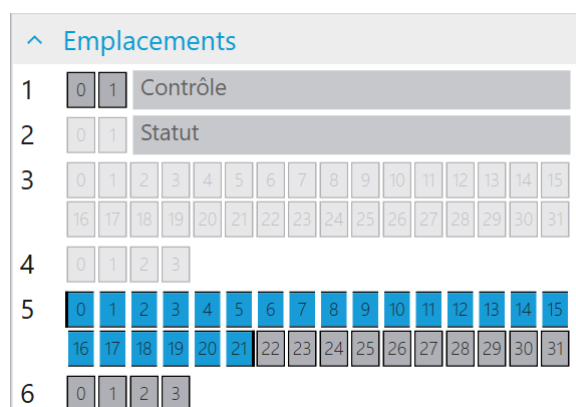 Emplacements
1 0 1 Contrôle
2 0 1 Statut
3 0 1 2 3 4 5 6 7 8 9 10 11 12 13 14 15
16 17 18 19 20 21 22 23 24 25 26 27 28 29 30 31
4 0 1 2 3
5 0 1 2 3 4 5 6 7 8 9 10 11 12 13 14 15
16 17 18 19 20 21 22 23 24 25 26 27 28 29 30 31
6 0 1 2 3